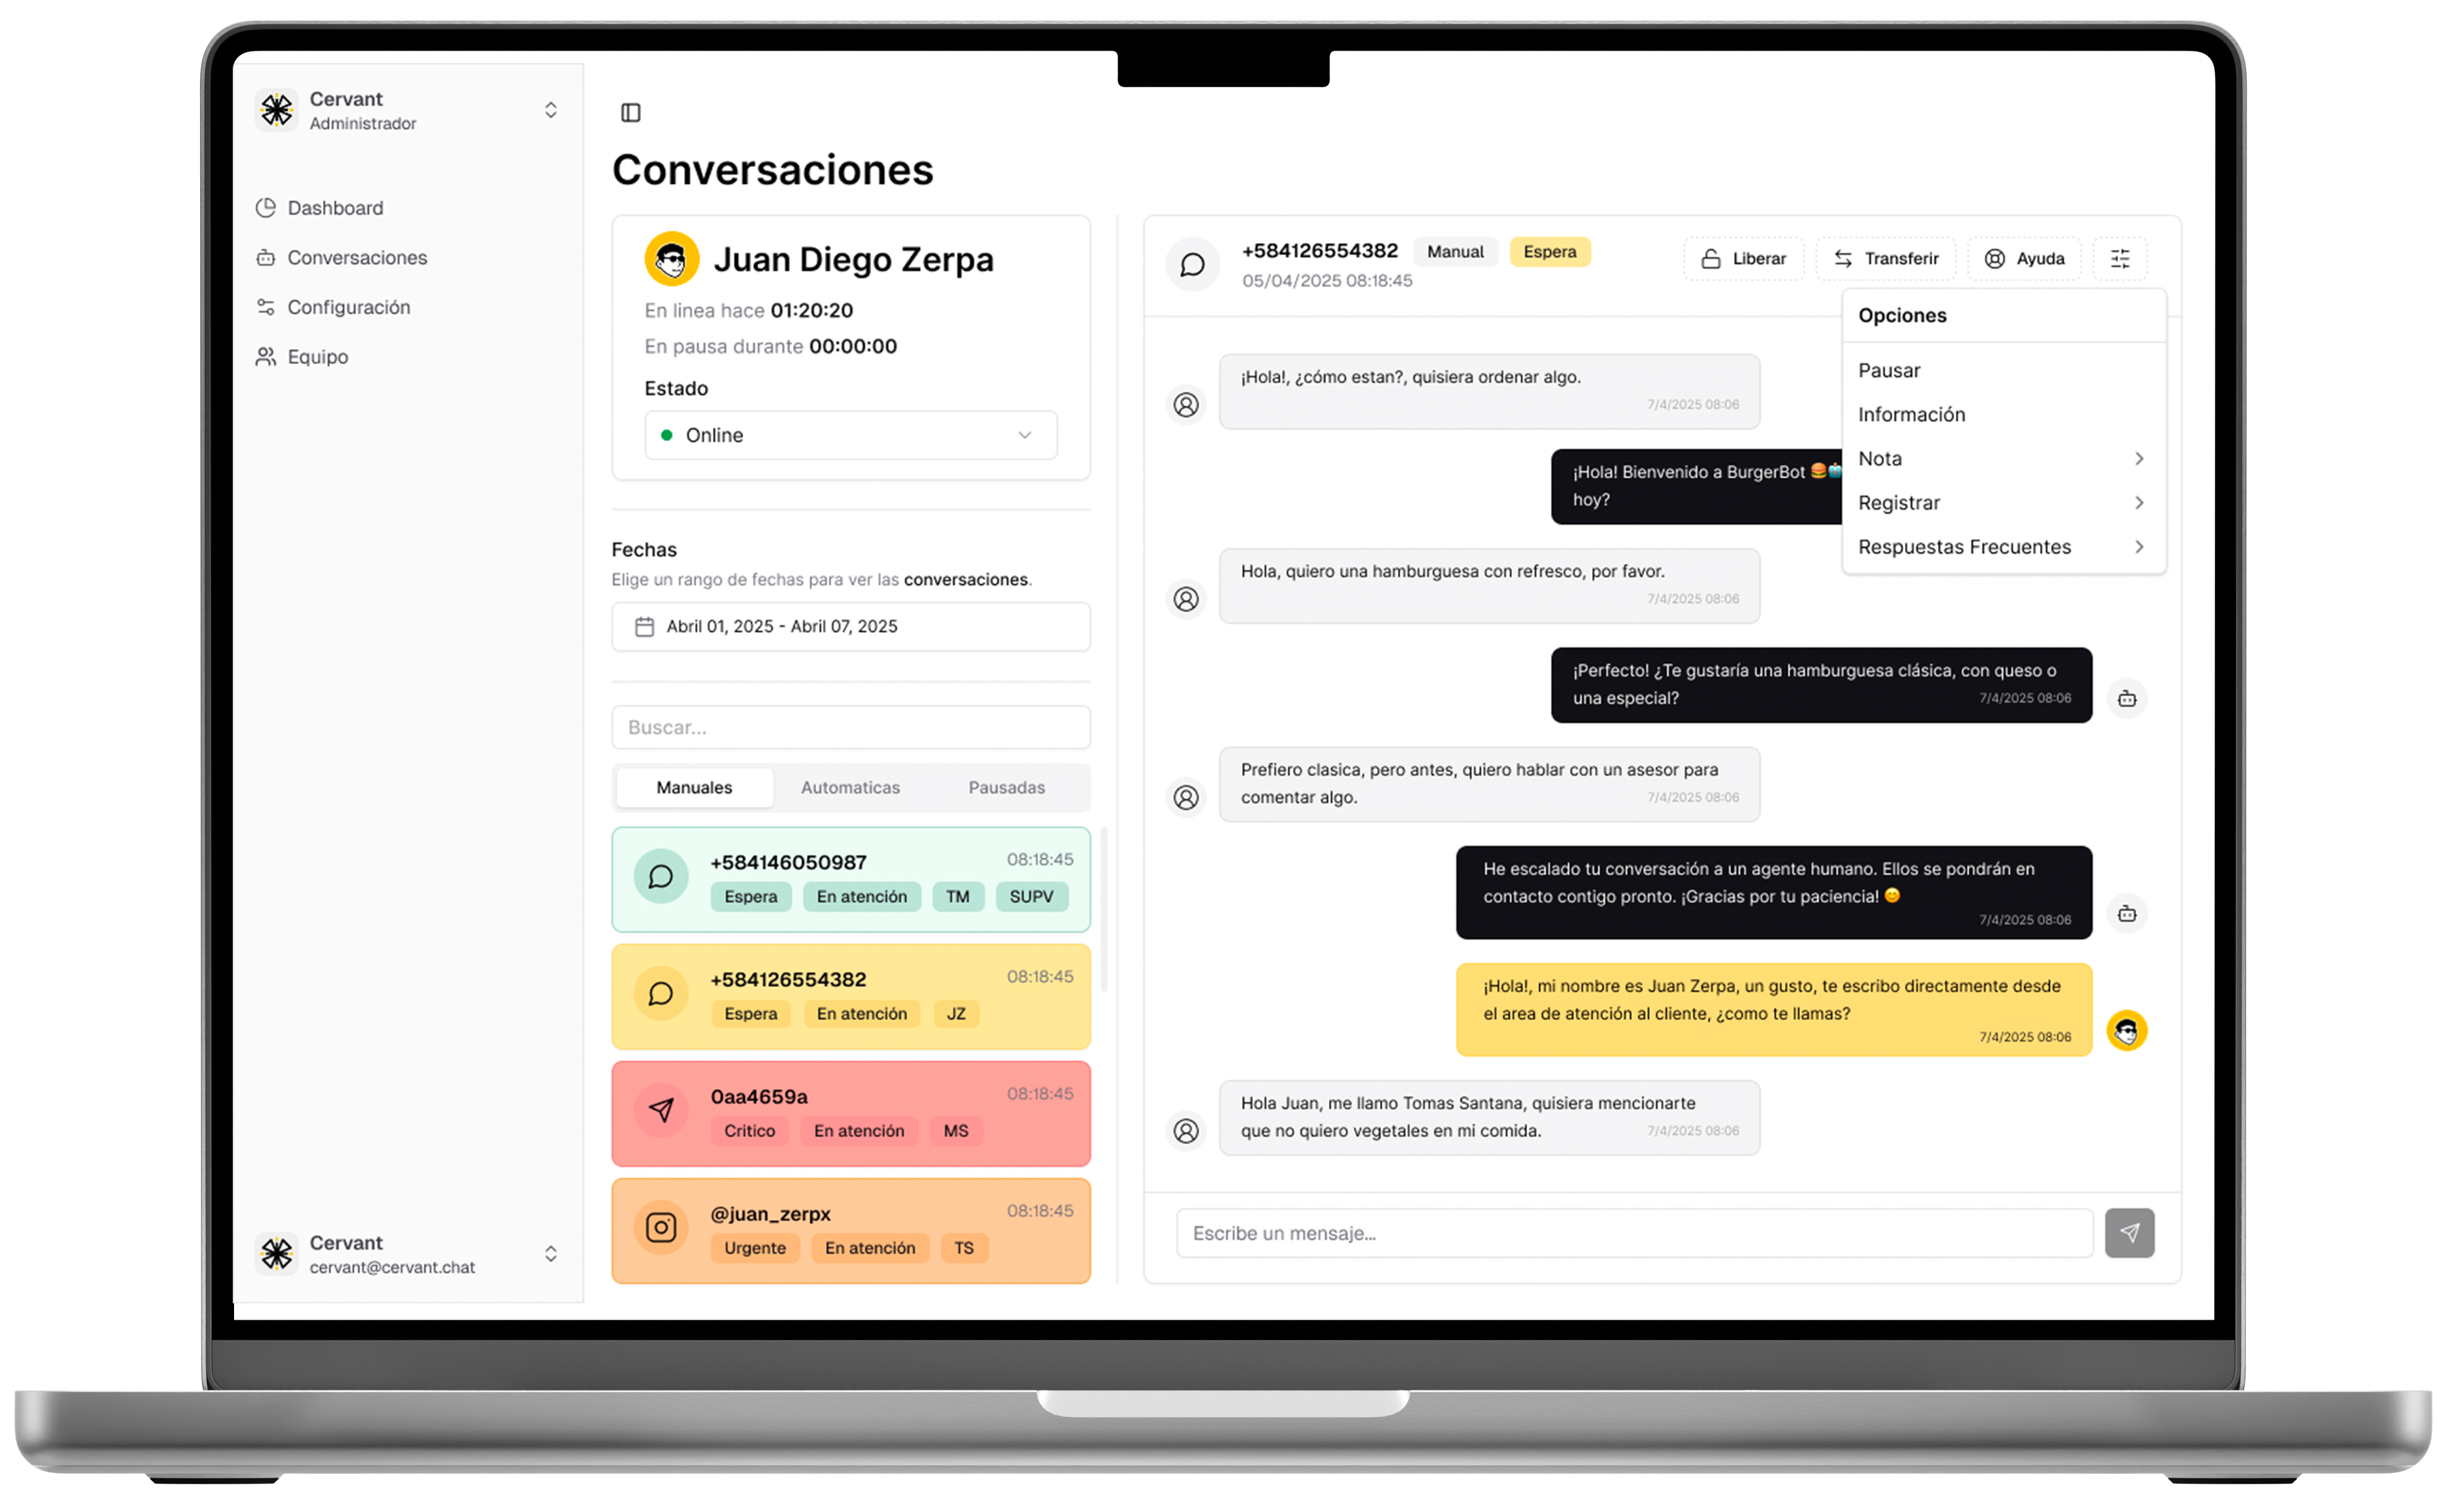 Cervant
Administrador
Dashboard
Conversaciones
Configuración
Equipo
Cervant
cervant@cervant.chat
Conversaciones
Juan Diego Zerpa
En linea hace 01:20:20
En pausa durante 00:00:00
Estado
Online
Fechas
Elige un rango de fechas para ver las conversaciones.
Abril 01, 2025 - Abril 07, 2025
Buscar...
Manuales Automaticas Pausadas
+584146050987 08:18:45
Espera En atención TM SUPV
+584126554382 08:18:45
Espera En atención JZ
0aa4659a 08:18:45
Critico En atención MS
@juan_zerpx 08:18:45
Urgente En atención TS
+584126554382 Manual Espera
05/04/2025 08:18:45
Liberar Transferir Ayuda
Opciones
Pausar
Información
Nota
Registrar
Respuestas Frecuentes
¡Hola!, ¿cómo estan?, quisiera ordenar algo.
7/4/2025 08:06
¡Hola! Bienvenido a BurgerBot 🍔🤖
hoy?
Hola, quiero una hamburguesa con refresco, por favor.
7/4/2025 08:06
¡Perfecto! ¿Te gustaría una hamburguesa clásica, con queso o
una especial? 7/4/2025 08:06
Prefiero clasica, pero antes, quiero hablar con un asesor para
comentar algo. 7/4/2025 08:06
He escalado tu conversación a un agente humano. Ellos se pondrán en
contacto contigo pronto. ¡Gracias por tu paciencia! 😊
7/4/2025 08:06
¡Hola!, mi nombre es Juan Zerpa, un gusto, te escribo directamente desde
el area de atención al cliente, ¿como te llamas?
7/4/2025 08:06
Hola Juan, me llamo Tomas Santana, quisiera mencionarte
que no quiero vegetales en mi comida. 7/4/2025 08:06
Escribe un mensaje...